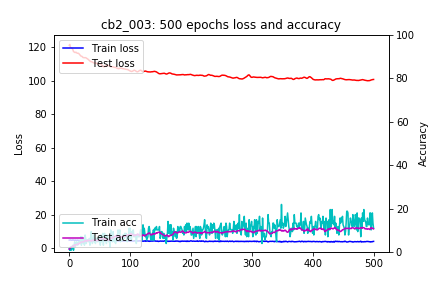 cb2_003: 500 epochs loss and accuracy
120
100
80
60
40
20
0
Loss
100
80
60
40
20
0
Accuracy
Train loss
Test loss
Train acc
Test acc
0
100
200
300
400
500